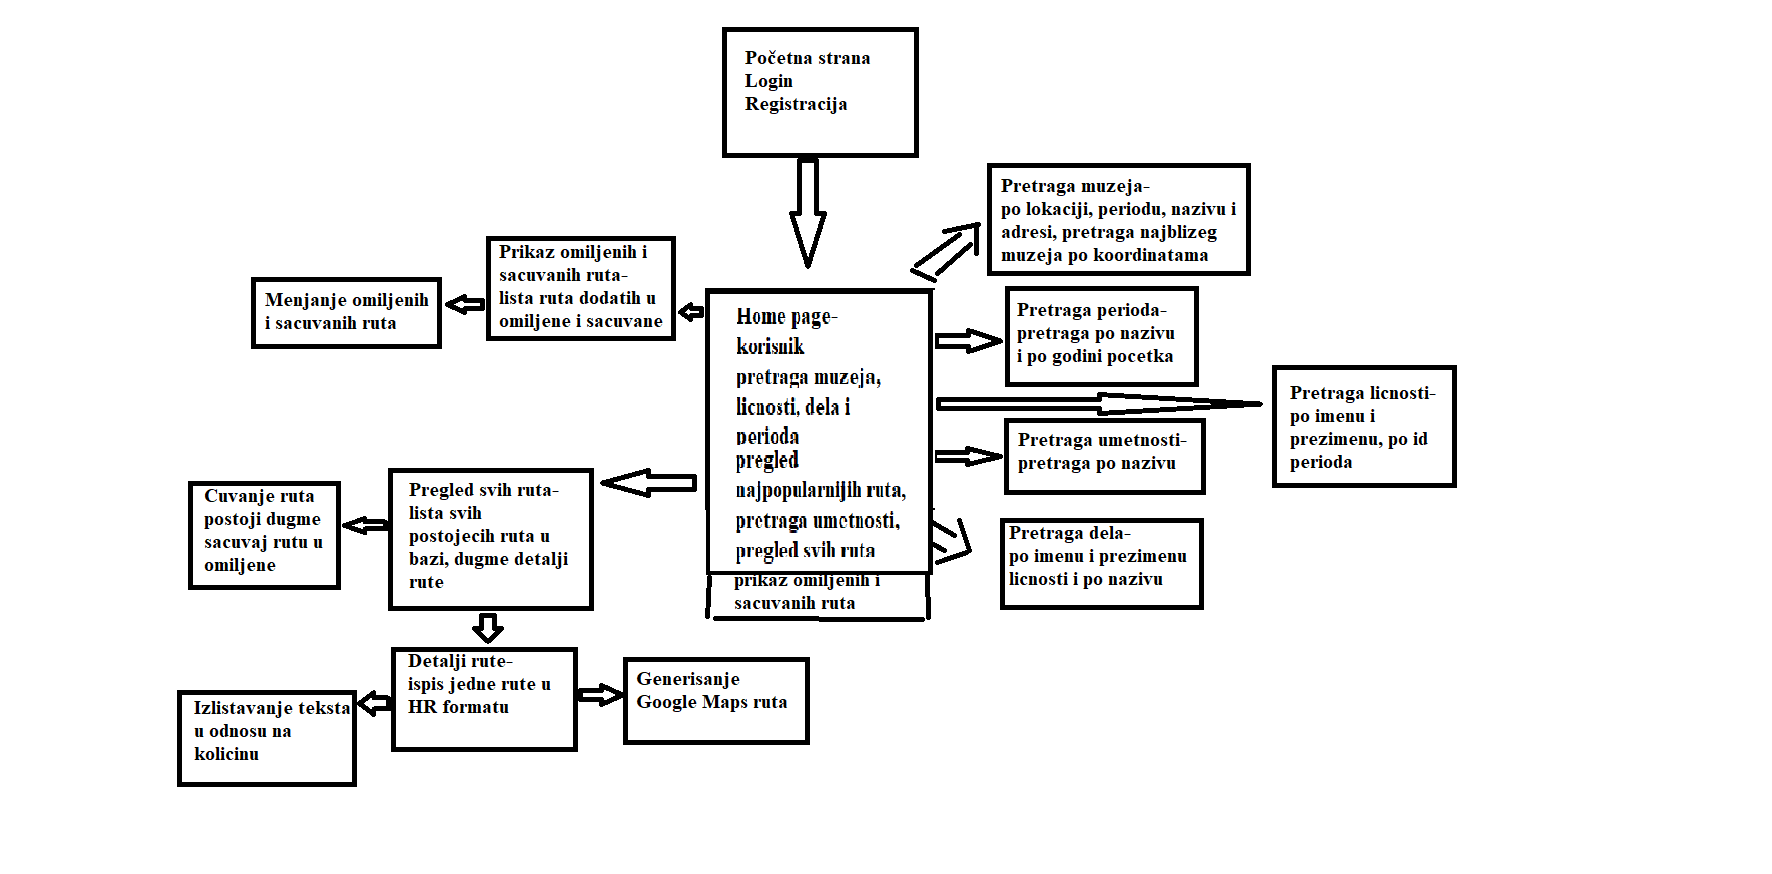 Početna strana
Login
Registracija
Pretraga muzeja-
po lokaciji, periodu, nazivu i
adresi, pretraga najblizeg
muzeja po koordinatama
Prikaz omiljenih i
sacuvanih ruta-
lista ruta dodatih u
omiljene i sacuvane
Menjanje omiljenih
i sacuvanih ruta
Home page-
korisnik
pretraga muzeja,
licnosti, dela i
perioda
pregled
najpopularnijih ruta,
pretraga umetnosti,
pregled svih ruta
prikaz omiljenih i
sacuvanih ruta
Pretraga perioda-
pretraga po nazivu
i po godini pocetka
Pretraga licnosti-
po imenu i
prezimenu, po id
perioda
Pretraga umetnosti-
pretraga po nazivu
Pretraga dela-
po imenu i prezimenu
licnosti i po nazivu
Pregled svih ruta-
lista svih
postojecih ruta u
bazi, dugme detalji
rute
Cuvanje ruta
postoji dugme
sacuvaj rutu u
omiljene
Detalji rute-
ispis jedne rute u
HR formatu
Generisanje
Google Maps ruta
Izlistavanje teksta
u odnosu na
kolicinu